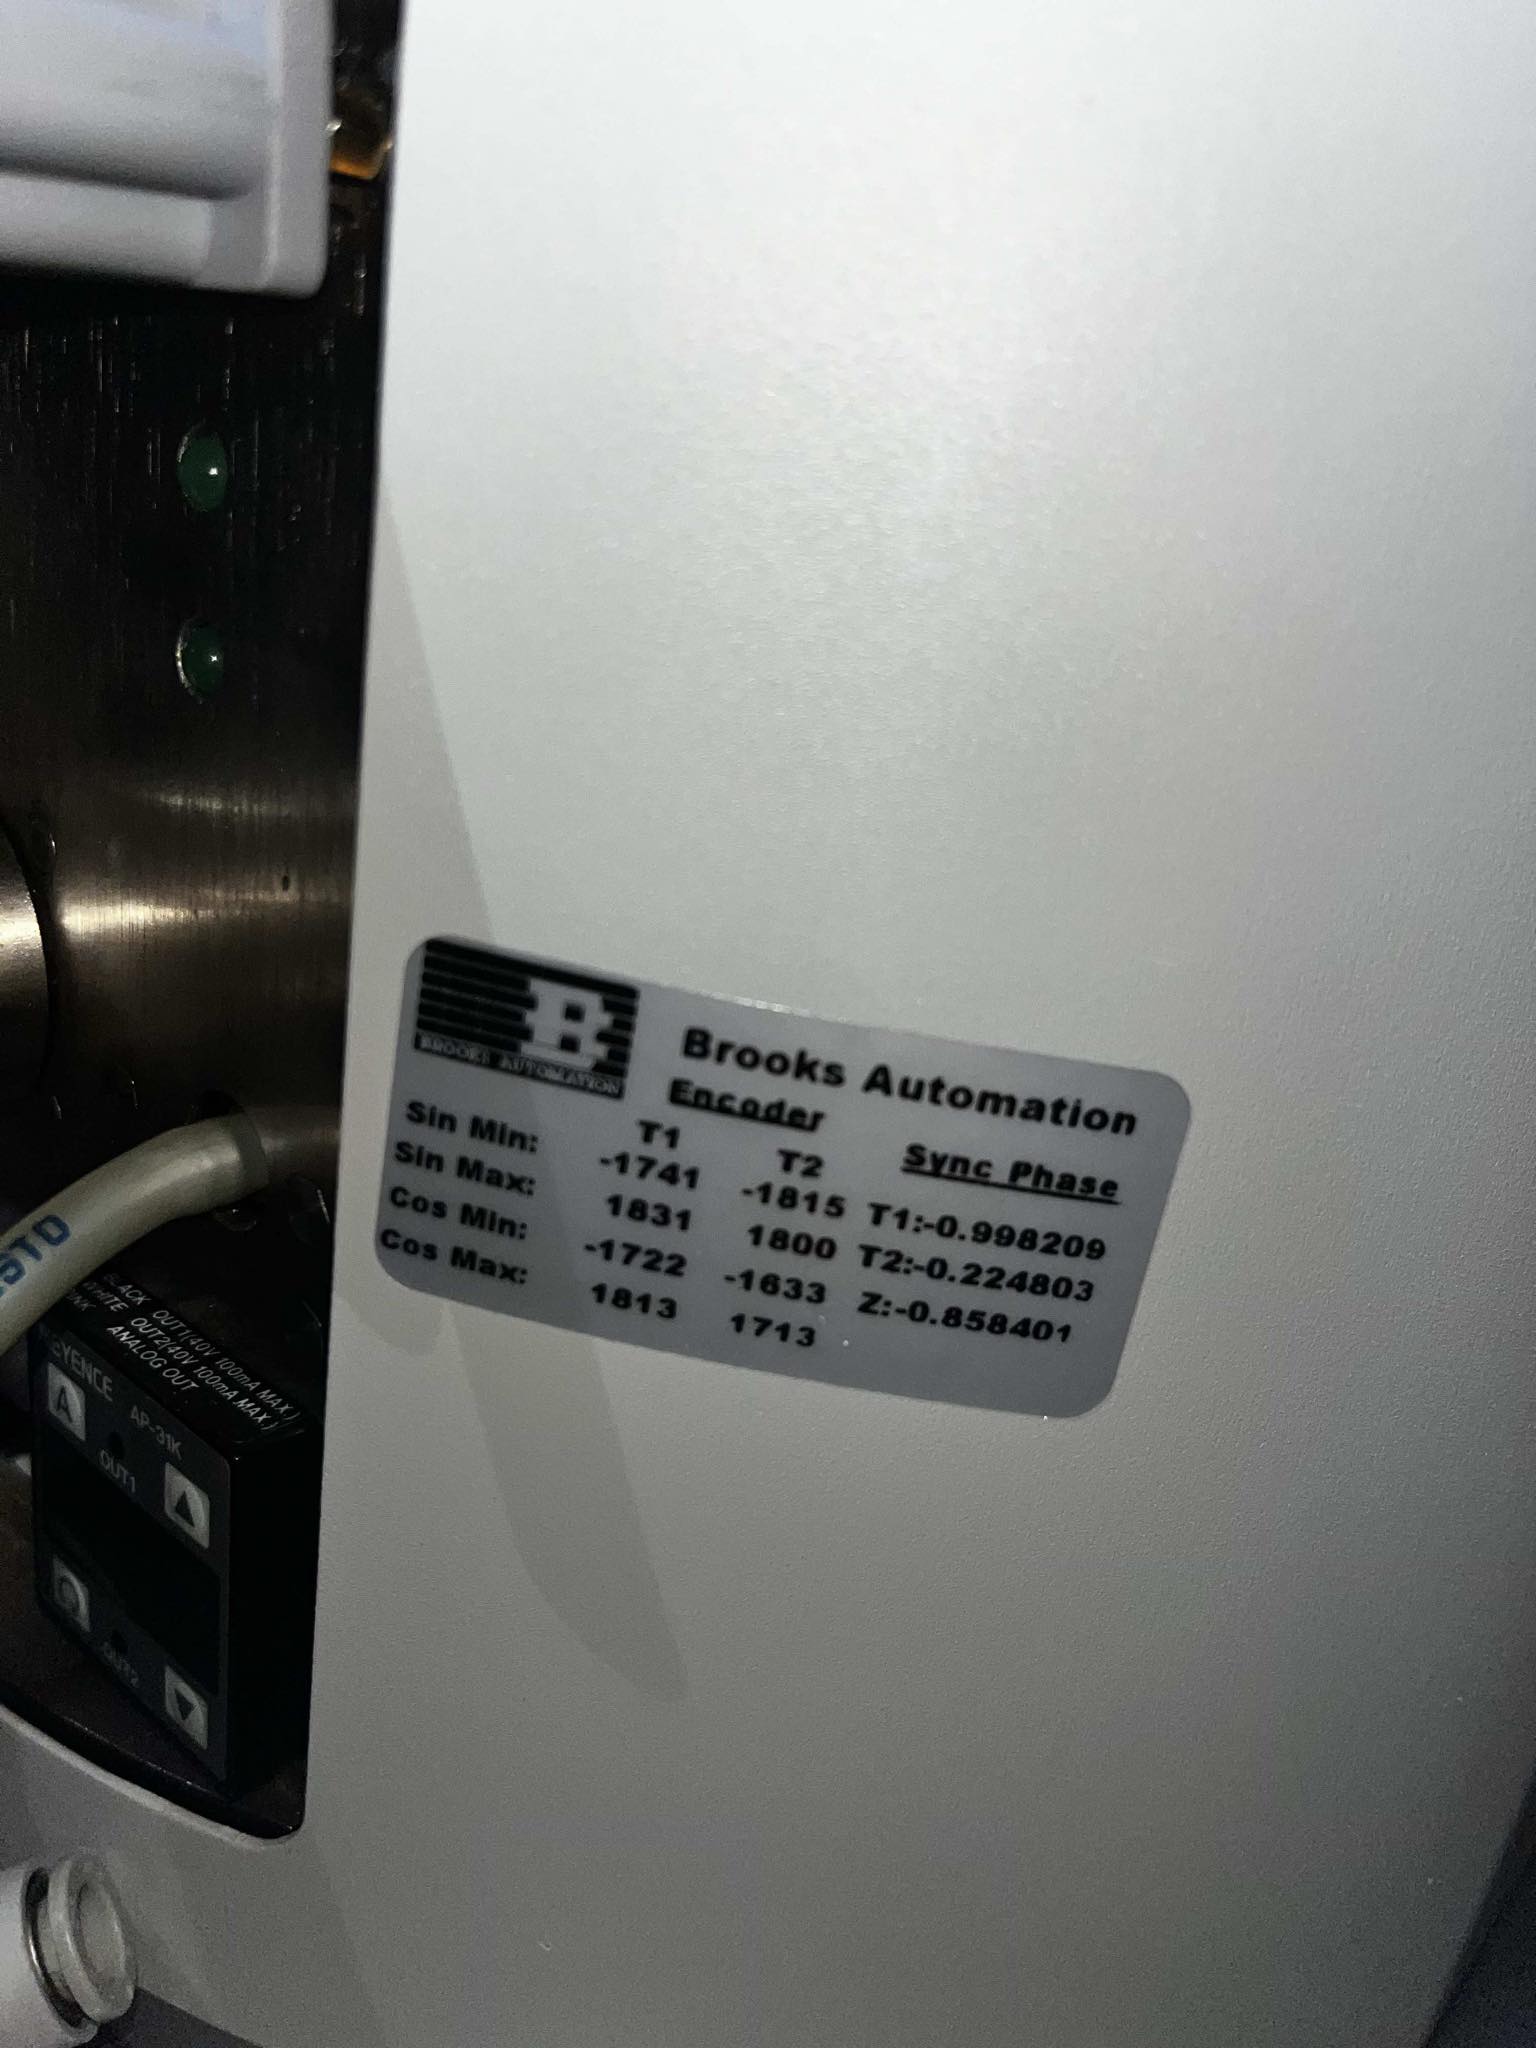 BROOKS AUTOMATION
Brooks Automation
Encoder Sync Phase
T1 T2
Sin Min: -1741 -1815 T1:-0.998209
Sin Max: 1831 1800 T2:-0.224803
Cos Min: -1722 -1633 Z:-0.858401
Cos Max: 1813 1713
OUT1(40V 100mA MAX.)
WHITE OUT2(40V 100mA MAX.)
ANALOG OUT
AP-31K
A
OUT1
OUT2